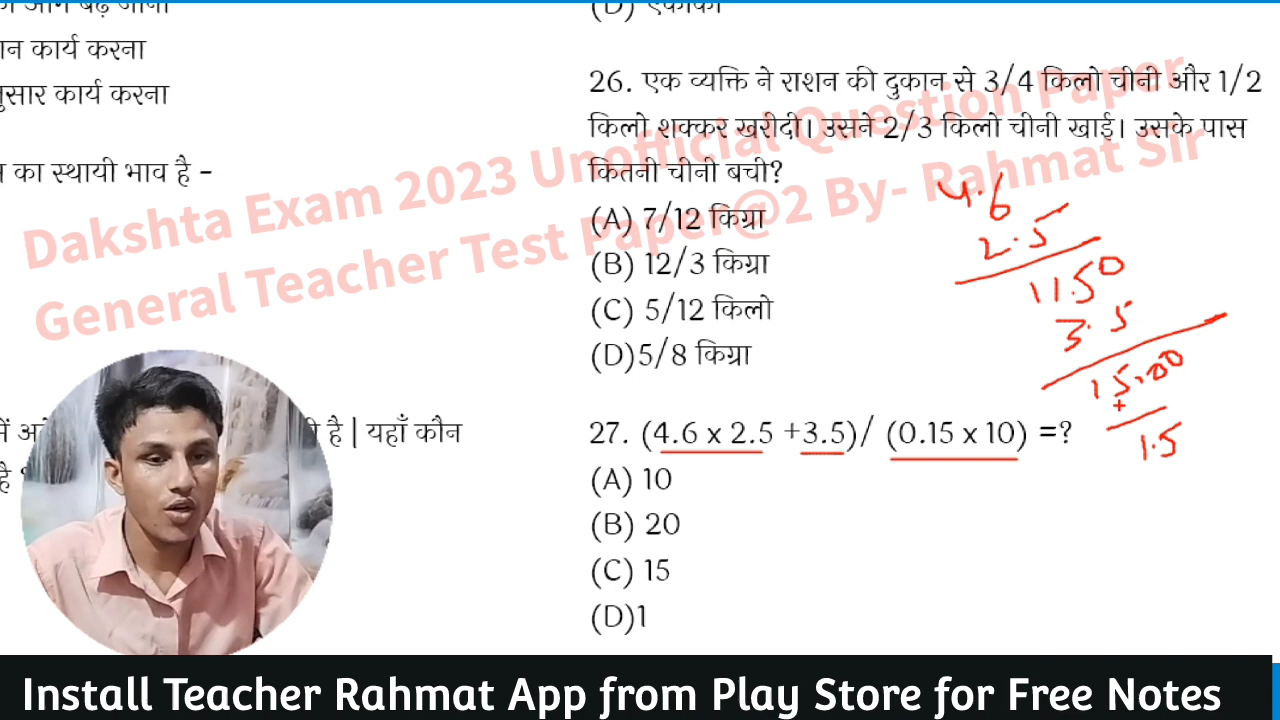 कार्य करना
कार्य करना
का स्थायी भाव है -
है | यहाँ कौन
है
(D)
26. एक व्यक्ति ने राशन की दुकान से 3/4 किलो चीनी और 1/2
किलो शक्कर खरीदी। उसने 2/3 किलो चीनी खाई। उसके पास
कितनी चीनी बची?
(A) 7/12 किग्रा
(B) 12/3 किग्रा
(C) 5/12 किलो
(D)5/8 किग्रा
27. (4.6 x 2.5 +3.5)/ (0.15 x 10) =?
(A) 10
(B) 20
(C) 15
(D)1
4.6
2.5
11.50
3.5
15.00
+
1.5
Dakshta Exam 2023 Unofficial Question Paper
General Teacher Test Paper@2 By- Rahmat Sir
Install Teacher Rahmat App from Play Store for Free Notes